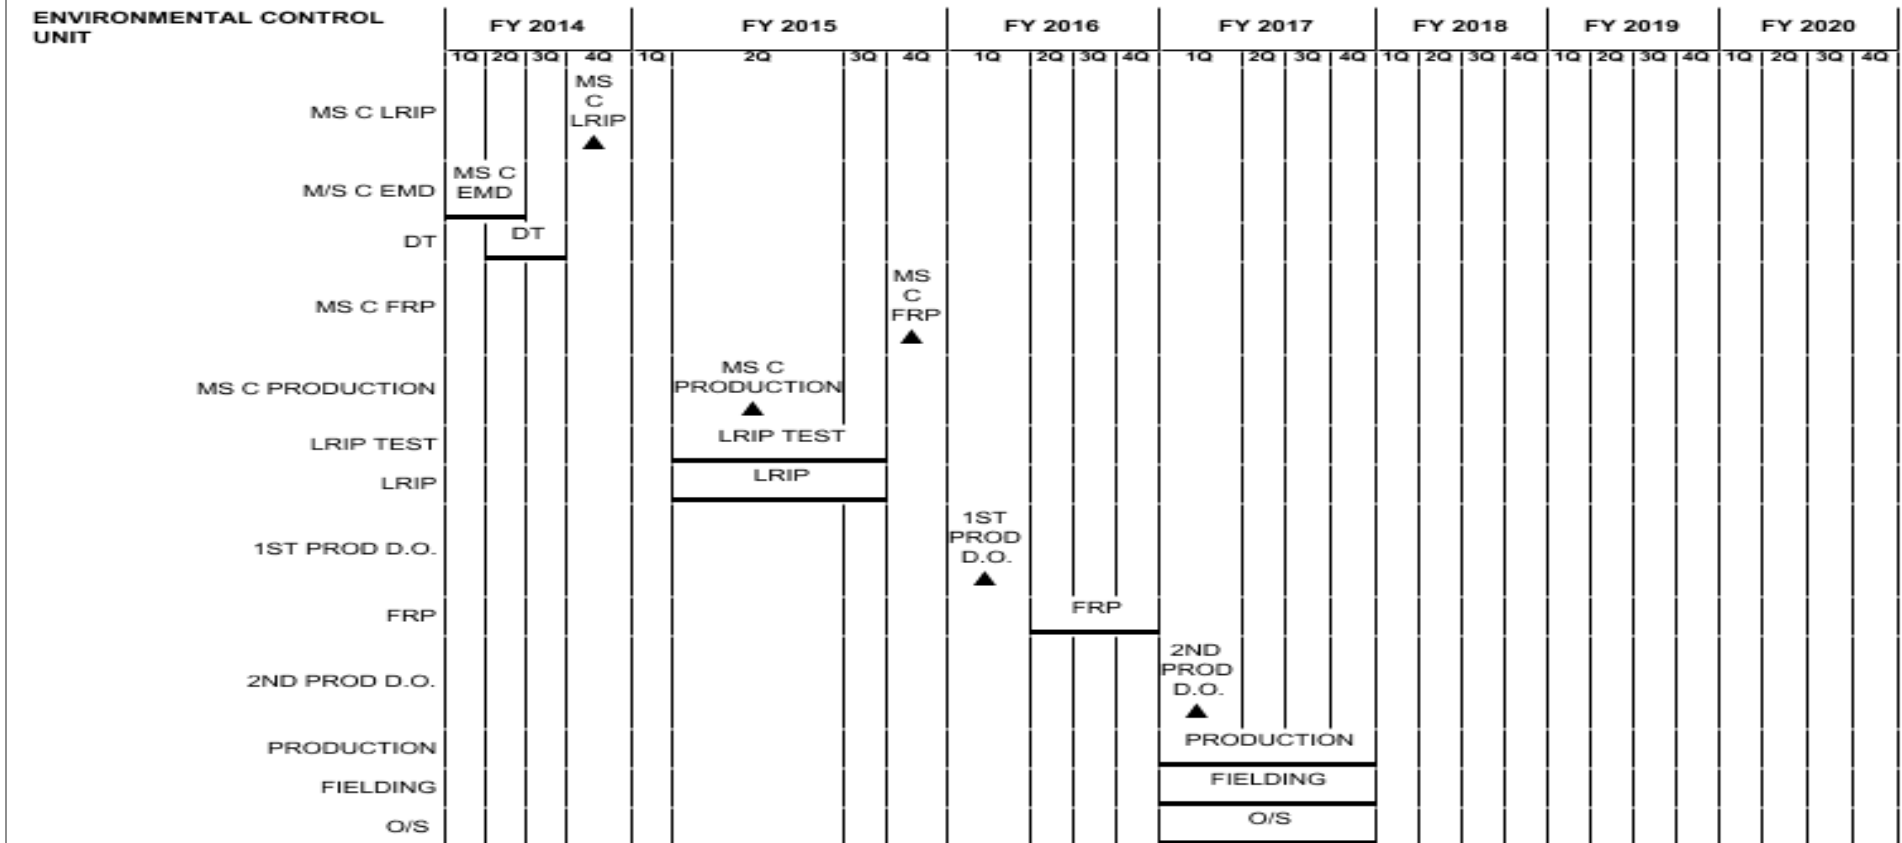 ENVIRONMENTAL CONTROL
UNIT
FY 2014 FY 2015 FY 2016 FY 2017 FY 2018 FY 2019 FY 2020
1Q 2Q 3Q 4Q 1Q 2Q 3Q 4Q 1Q 2Q 3Q 4Q 1Q 2Q 3Q 4Q 1Q 2Q 3Q 4Q 1Q 2Q 3Q 4Q 1Q 2Q 3Q 4Q
MS C LRIP
MS
C
LRIP
M/S C EMD
MS C
EMD
DT
DT
MS C FRP
MS
C
FRP
MS C PRODUCTION
MS C
PRODUCTION
LRIP TEST
LRIP TEST
LRIP
LRIP
1ST PROD D.O.
1ST
PROD
D.O.
FRP
FRP
2ND PROD D.O.
2ND
PROD
D.O.
PRODUCTION
PRODUCTION
FIELDING
FIELDING
O/S
O/S